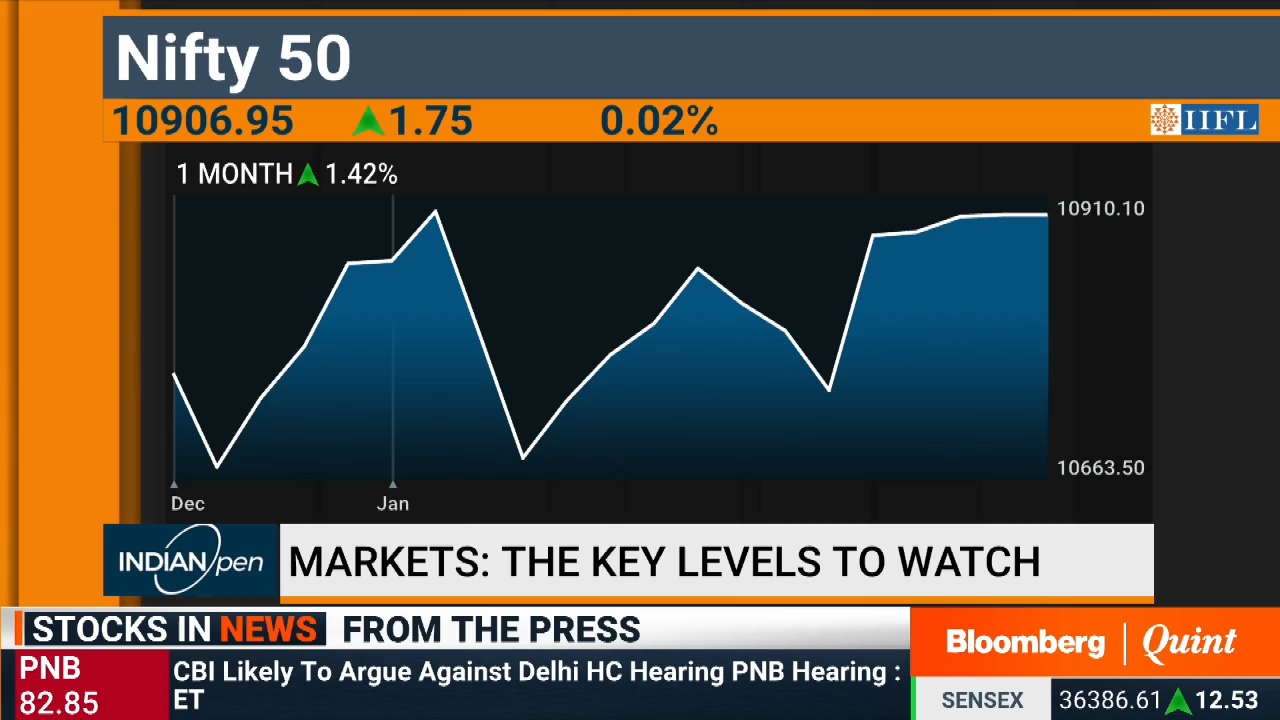 Nifty 50
10906.95 1.75 0.02%
IIFL
1 MONTH 1.42%
10910.10
10663.50
Dec Jan
INDIAN Open MARKETS: THE KEY LEVELS TO WATCH
STOCKS IN NEWS FROM THE PRESS
Bloomberg | Quint
PNB
82.85
CBI Likely To Argue Against Delhi HC Hearing PNB Hearing :
ET
SENSEX 36386.61 12.53